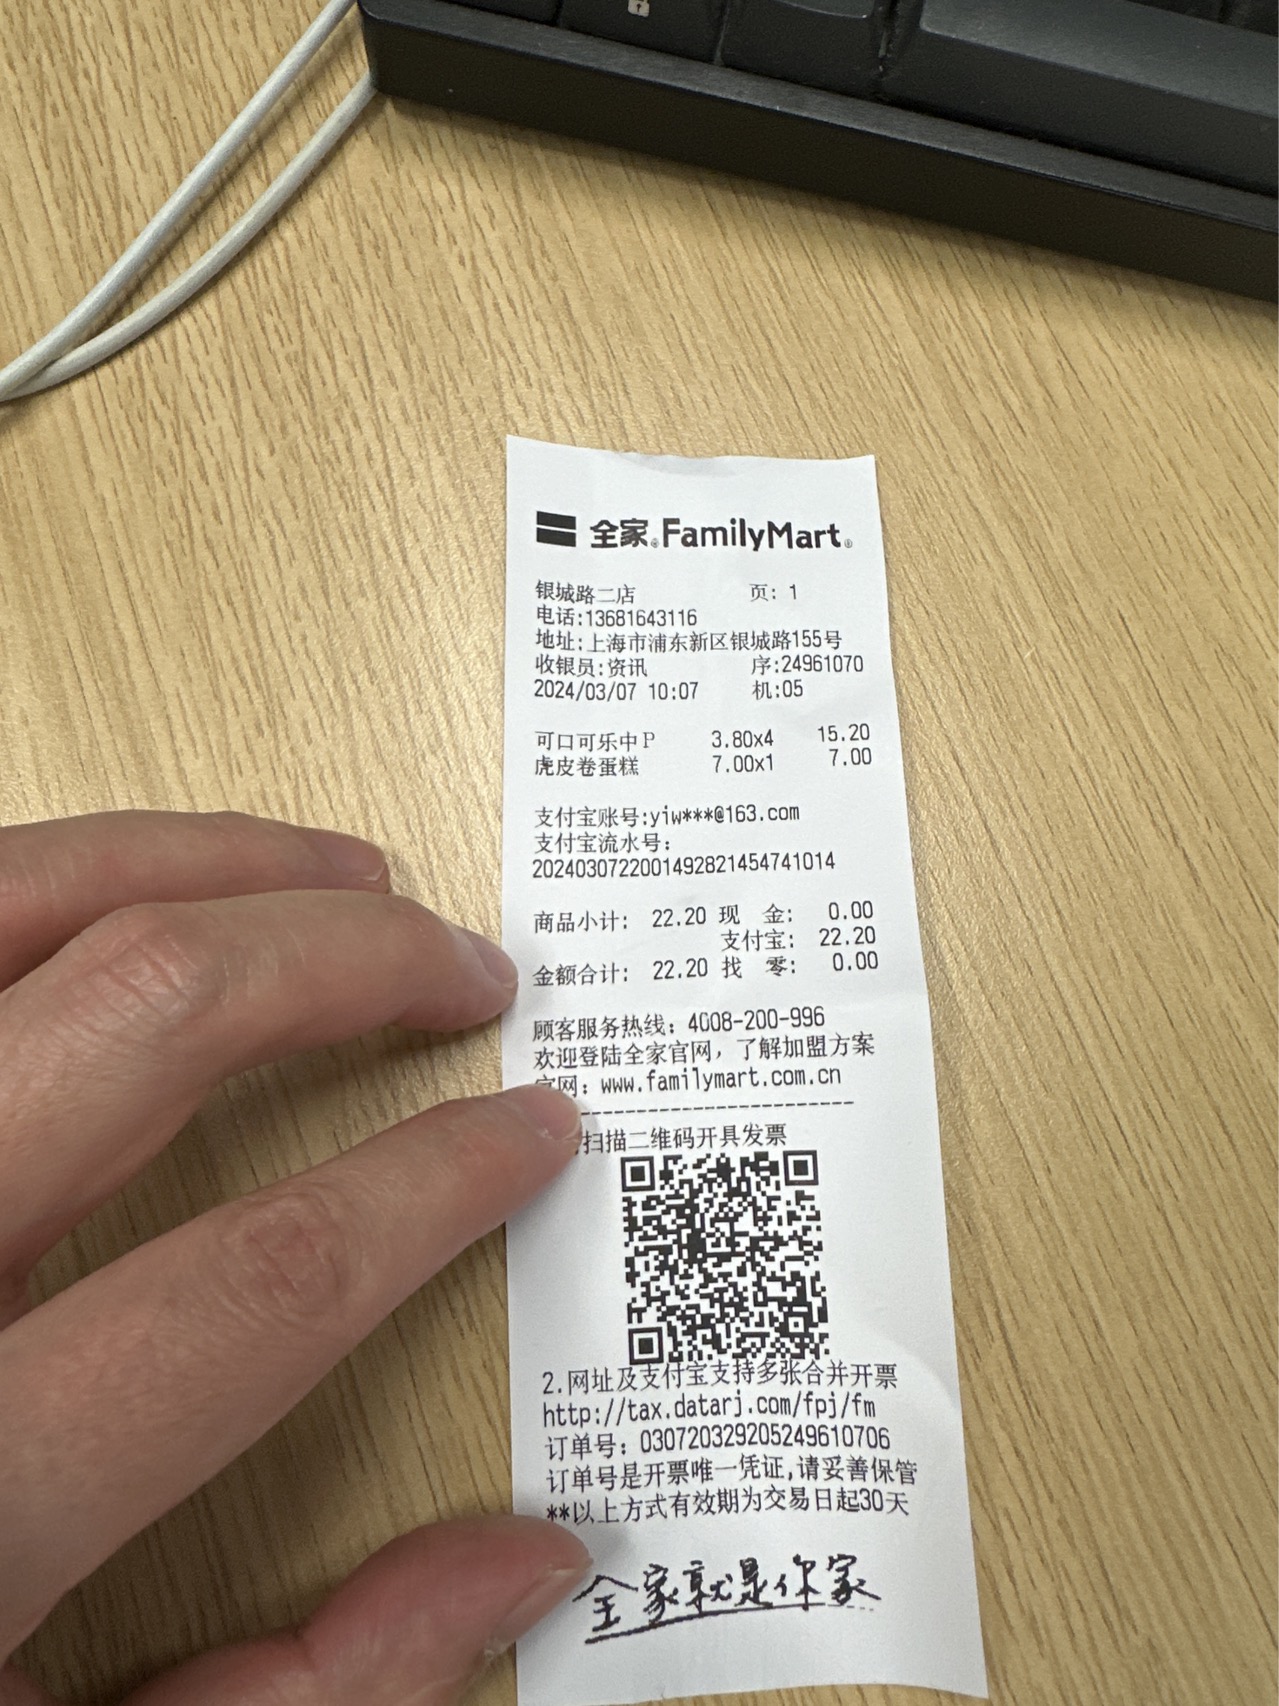 全家 FamilyMart
银城路二店 页: 1
电话:13681643116
地址:上海市浦东新区银城路155号
收银员:资讯 序:24961070
2024/03/07 10:07 机:05
可口可乐中P 3.80x4 15.20
虎皮卷蛋糕 7.00x1 7.00
支付宝账号:yiw***@163.com
支付宝流水号:
2024030722001492821454741014
商品小计: 22.20 现 金: 0.00
支付宝: 22.20
金额合计: 22.20 找 零: 0.00
顾客服务热线: 4008-200-996
欢迎登陆全家官网，了解加盟方案
官网: www.familymart.com.cn
扫描二维码开具发票
2.网址及支付宝支持多张合并开票
http://tax.datarj.com/fpj/fm
订单号: 030720329205249610706
订单号是开票唯一凭证,请妥善保管
**以上方式有效期为交易日起30天
全家就是你家